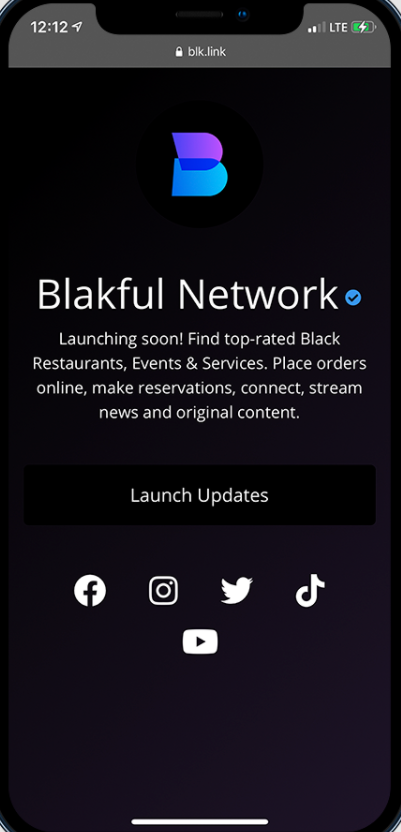 12:12
LTE
blk.link
Blakful Network
Launching soon! Find top-rated Black
Restaurants, Events & Services. Place orders
online, make reservations, connect, stream
news and original content.
Launch Updates